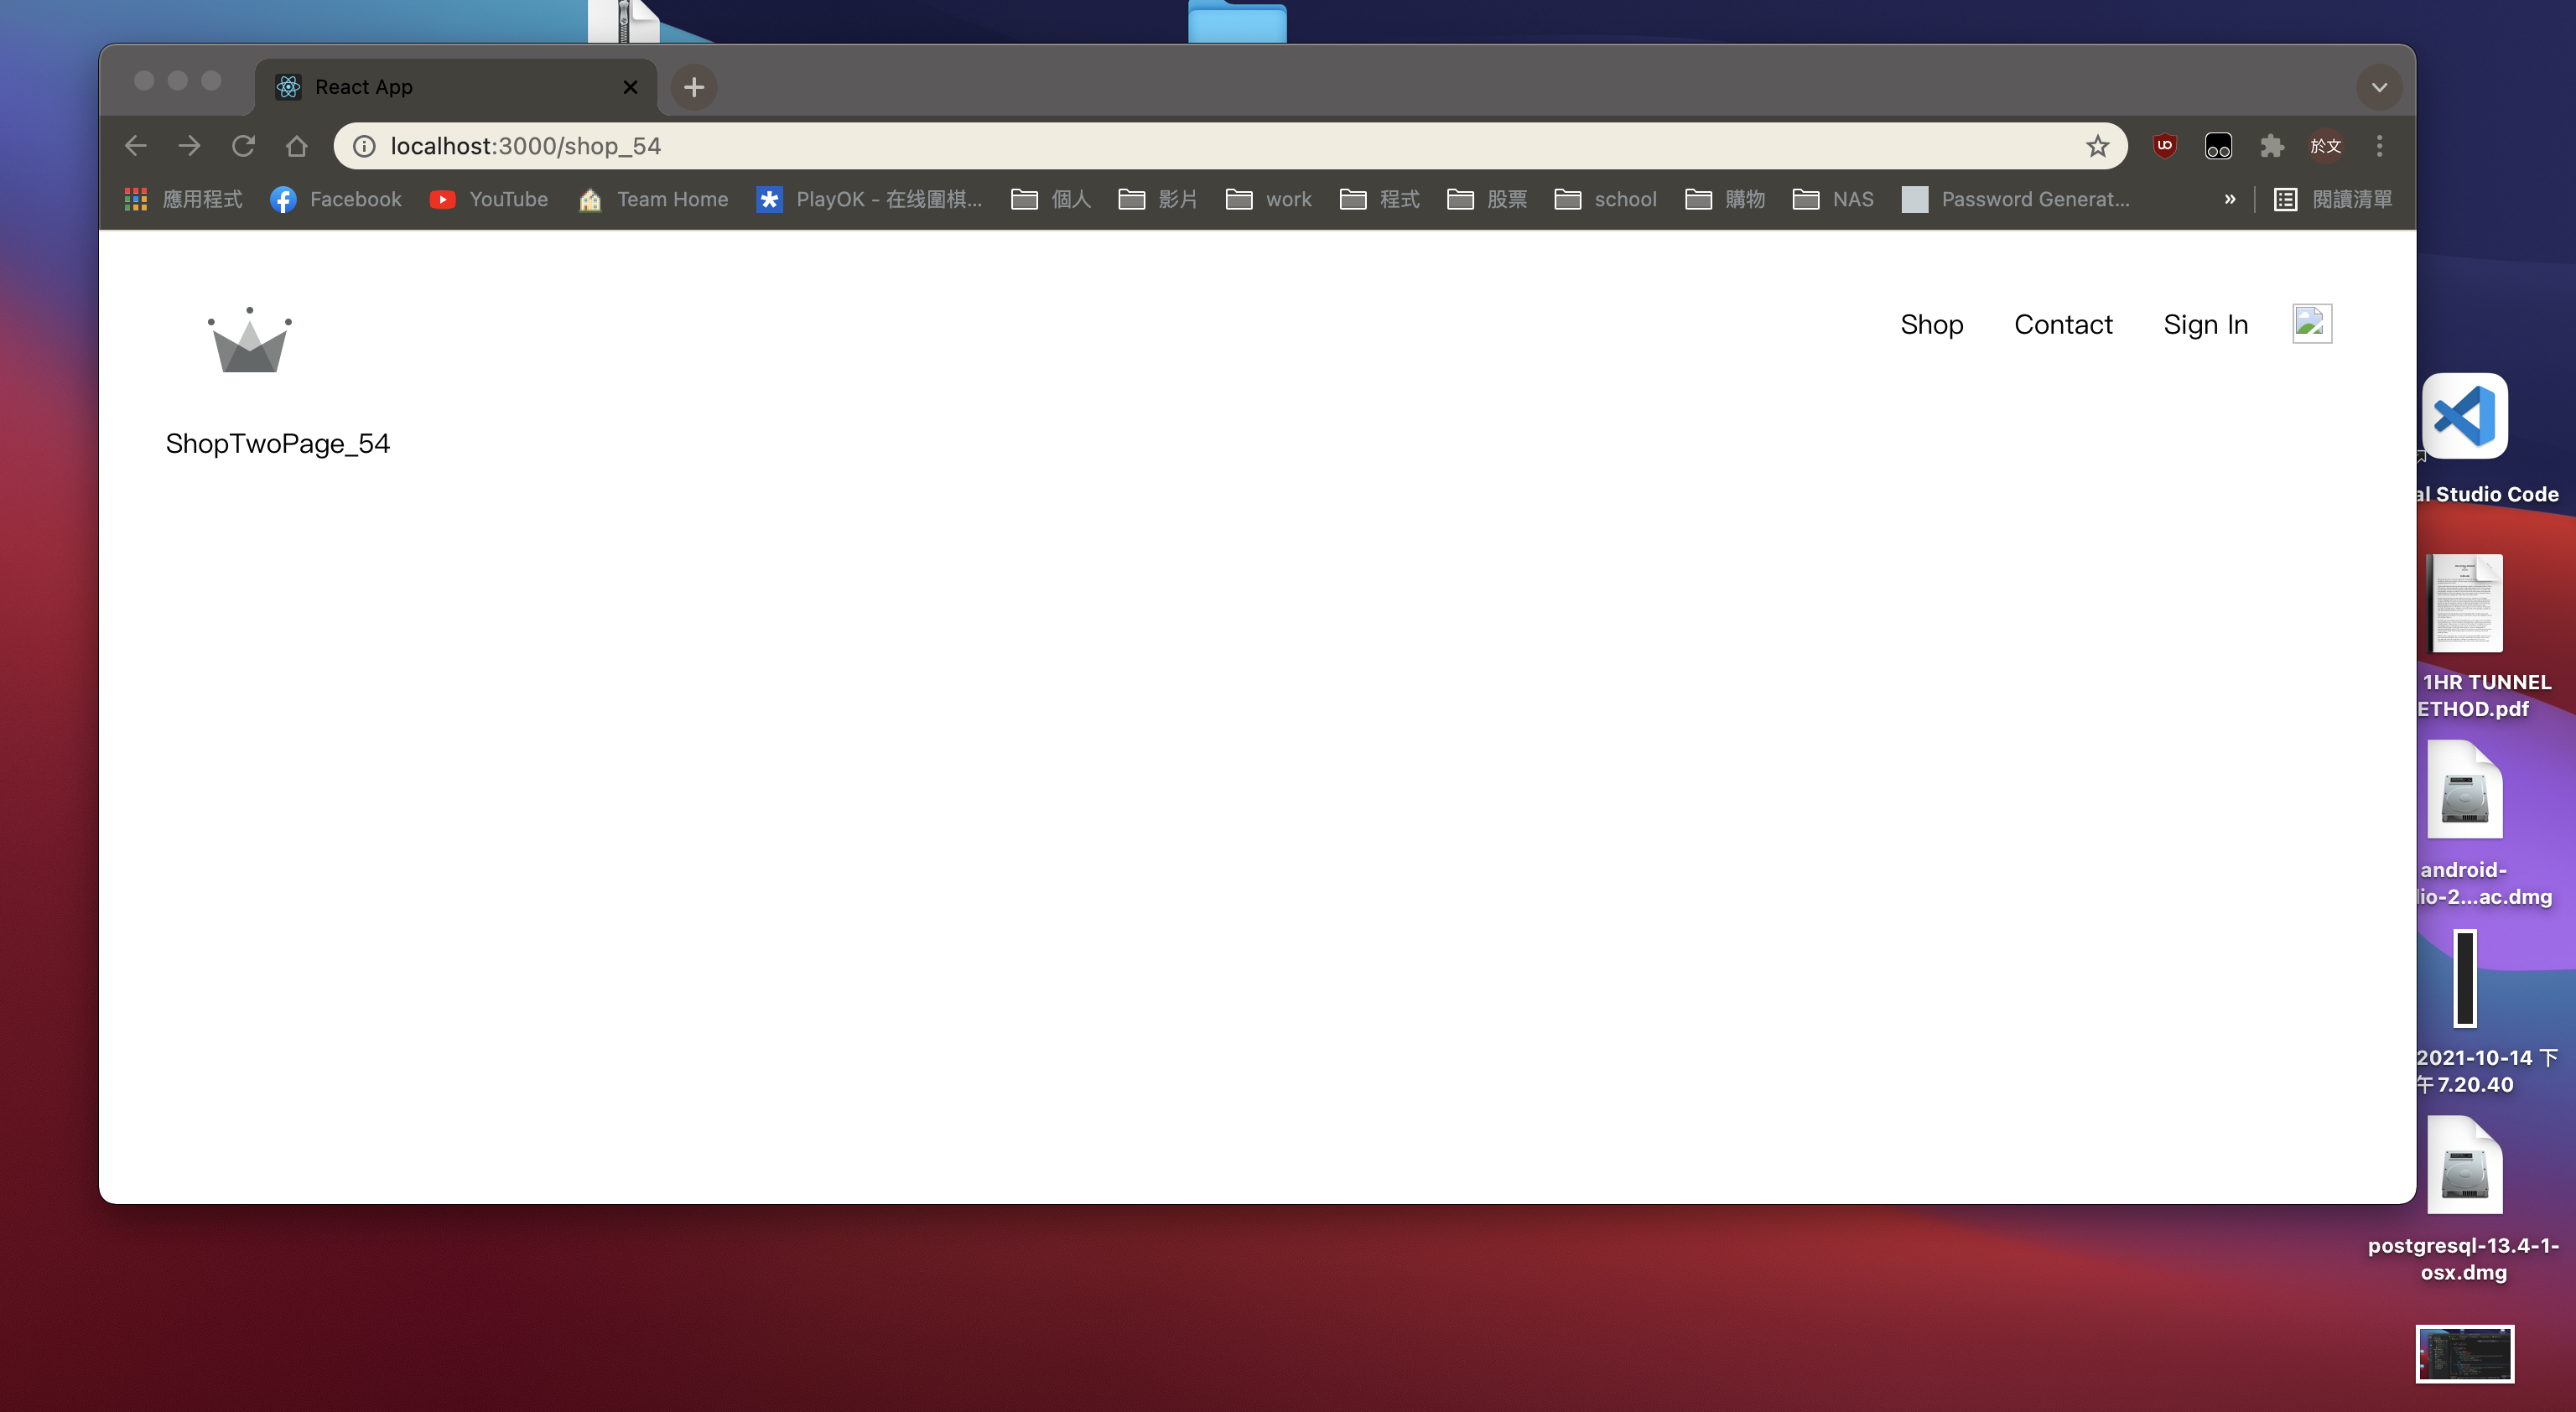 React App
localhost:3000/shop_54
於文
應用程式 Facebook YouTube Team Home PlayOK - 在线圍棋... 個人 影片 work 程式 股票 school 購物 NAS Password Generat... » 閱讀清單
Shop Contact Sign In
ShopTwoPage_54
al Studio Code
1HR TUNNEL
ETHOD.pdf
android-
dio-2...ac.dmg
2021-10-14 下
午7.20.40
postgresql-13.4-1-
osx.dmg